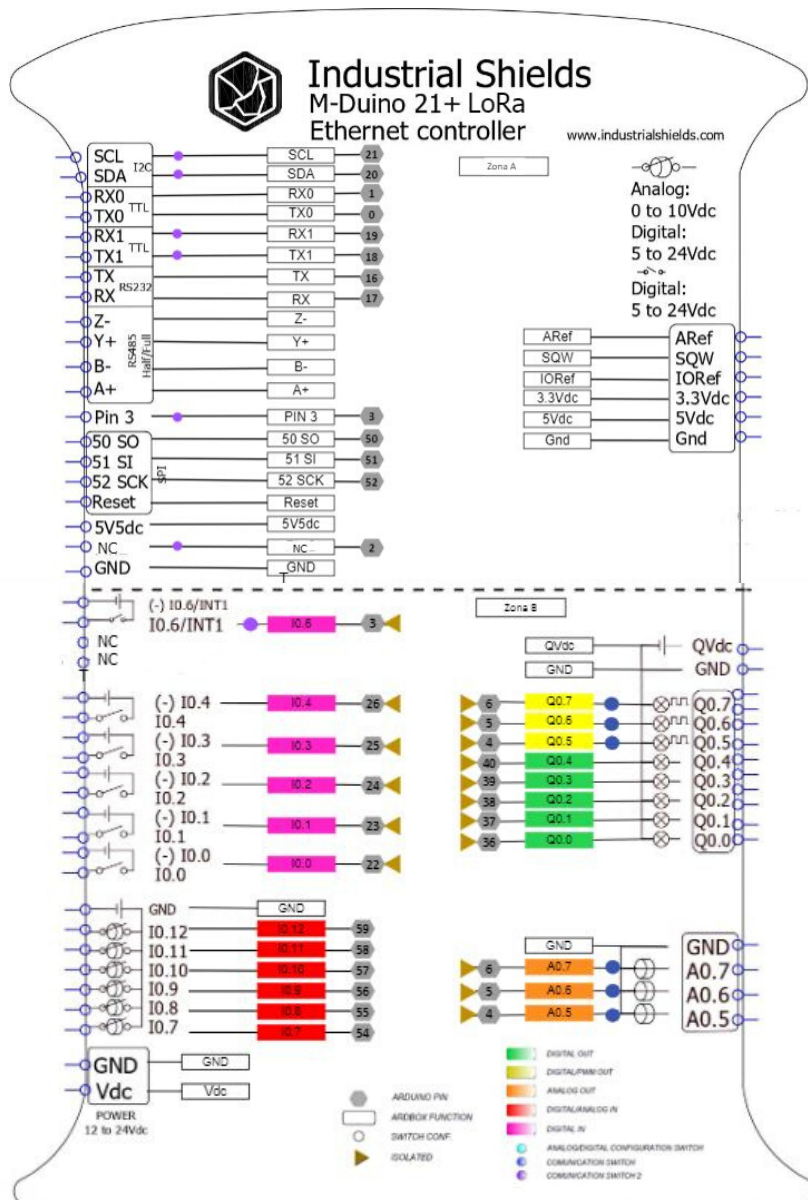 Industrial Shields
M-Duino 21+ LoRa
Ethernet controller
www.industrialshields.com
Zona A
SCL I2C SCL 21
SDA SDA 20
RX0 TTL RX0 1
TX0 TX0 0
RX1 TTL RX1 19
TX1 TX1 18
TX RS232 TX 16
RX RX 17
Z- RS485 Half/Full Z-
Y+ Y+
B- B-
A+ A+
Pin 3 PIN 3 3
50 SO SPI 50 SO 50
51 SI 51 SI 51
52 SCK 52 SCK 52
Reset Reset
5V5dc 5V5dc
NC NC 2
GND GND
Analog:
0 to 10Vdc
Digital:
5 to 24Vdc
Digital:
5 to 24Vdc
ARef ARef
SQW SQW
IORef IORef
3.3Vdc 3.3Vdc
5Vdc 5Vdc
Gnd Gnd
Zona B
(-) I0.6/INT1
I0.6/INT1 I0.6 3
NC
NC
(-) I0.4 I0.4 26
I0.4
(-) I0.3 I0.3 25
I0.3
(-) I0.2 I0.2 24
I0.2
(-) I0.1 I0.1 23
I0.1
(-) I0.0 I0.0 22
I0.0
GND GND
I0.12 I0.12 59
I0.11 I0.11 58
I0.10 I0.10 57
I0.9 I0.9 56
I0.8 I0.8 55
I0.7 I0.7 54
GND GND
Vdc Vdc
POWER
12 to 24Vdc
QVdc QVdc
GND GND
6 Q0.7 Q0.7
5 Q0.6 Q0.6
4 Q0.5 Q0.5
40 Q0.4 Q0.4
39 Q0.3 Q0.3
38 Q0.2 Q0.2
37 Q0.1 Q0.1
36 Q0.0 Q0.0
GND GND
6 A0.7 A0.7
5 A0.6 A0.6
4 A0.5 A0.5
ARDUINO PIN
ARDBOX FUNCTION
SWITCH CONF.
ISOLATED
DIGITAL OUT
DIGITAL/PWM OUT
ANALOG OUT
DIGITAL/ANALOG IN
DIGITAL IN
ANALOG/DIGITAL CONFIGURATION SWITCH
COMUNICATION SWITCH
COMUNICATION SWITCH 2